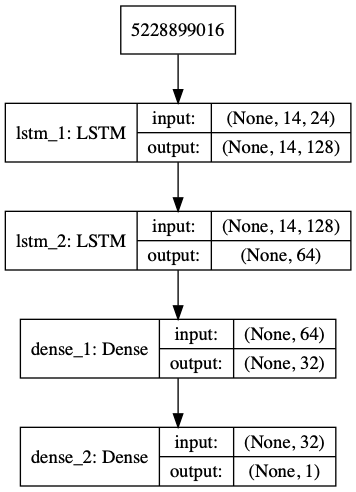 5228899016
lstm_1: LSTM
input: (None, 14, 24)
output: (None, 14, 128)
lstm_2: LSTM
input: (None, 14, 128)
output: (None, 64)
dense_1: Dense
input: (None, 64)
output: (None, 32)
dense_2: Dense
input: (None, 32)
output: (None, 1)